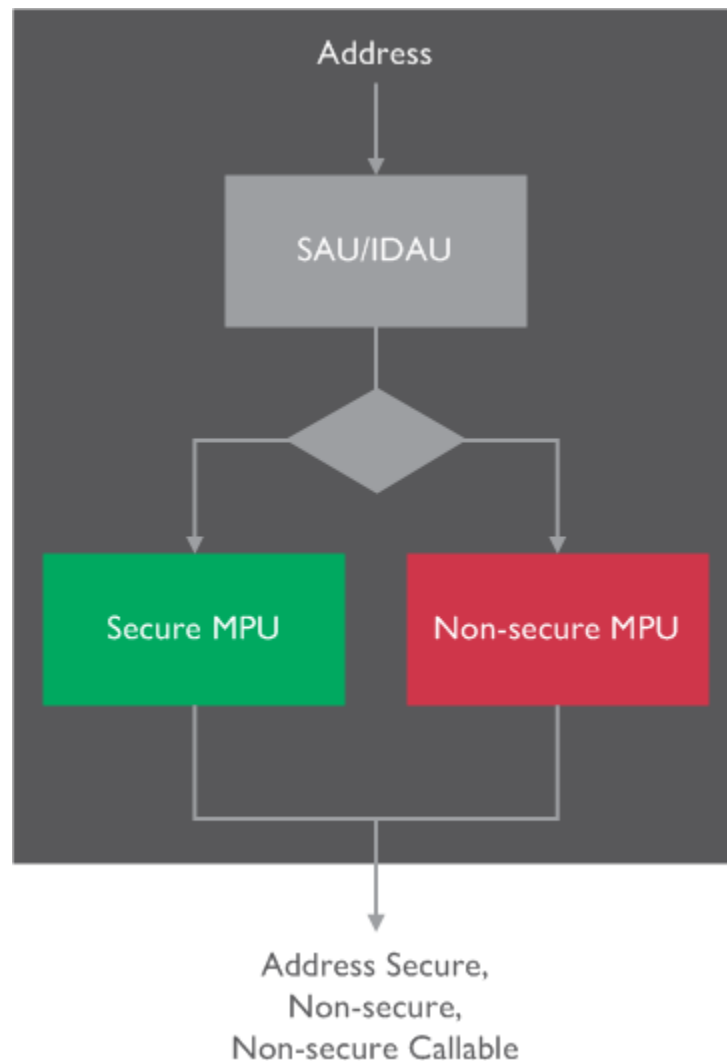 Address
SAU/IDAU
Secure MPU
Non-secure MPU
Address Secure,
Non-secure,
Non-secure Callable